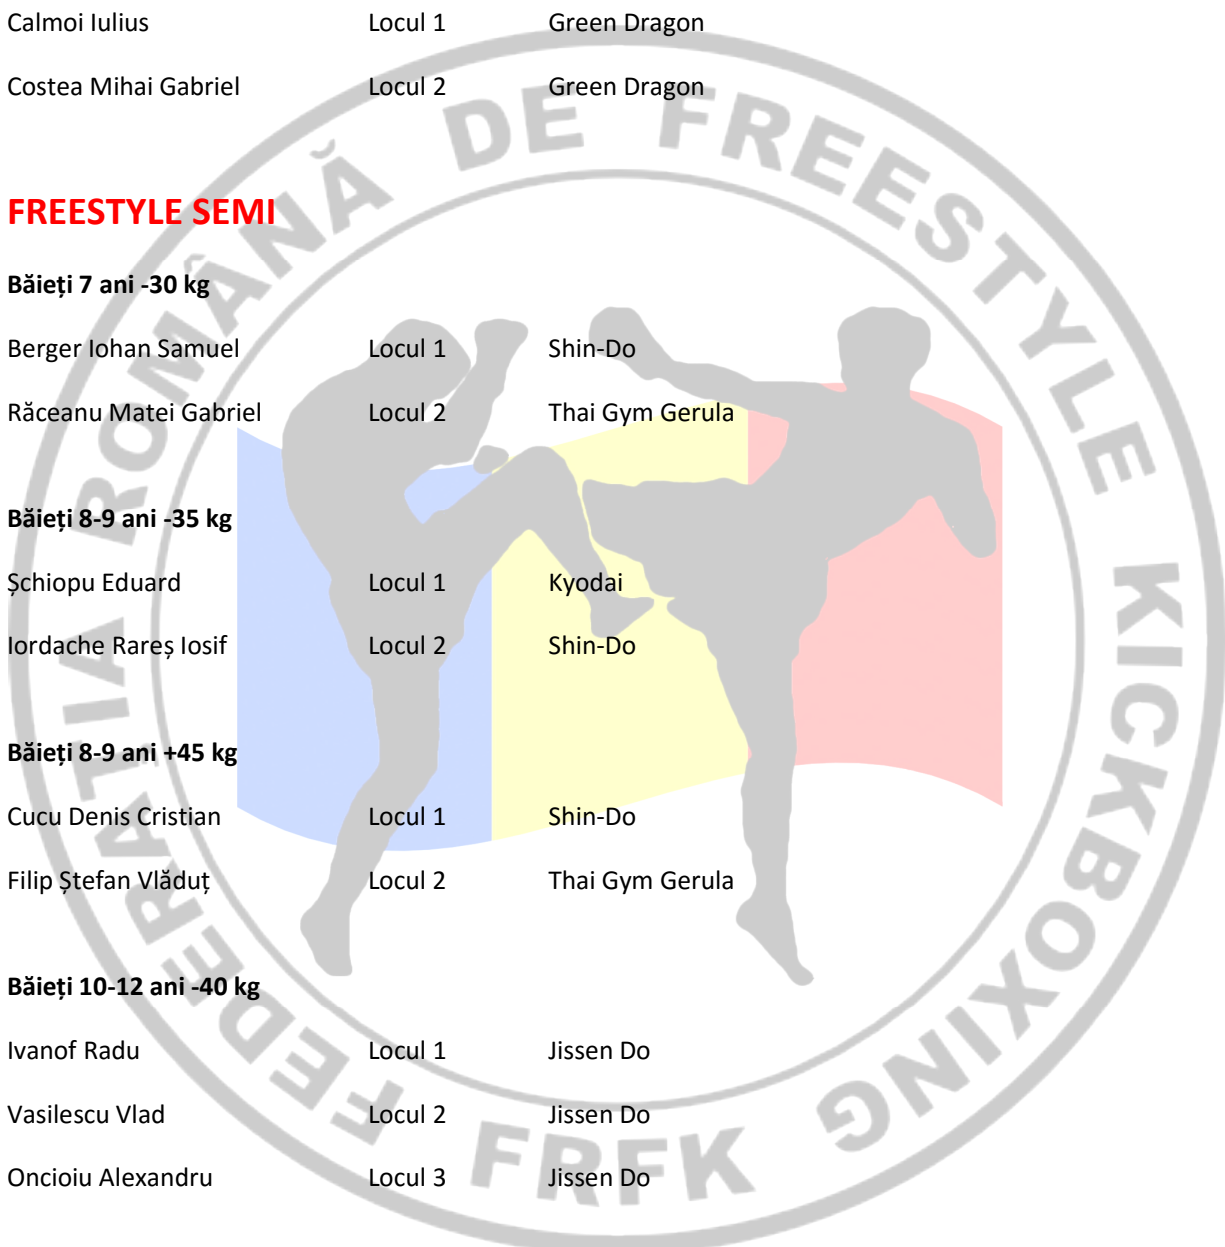 Calmoi Iulius Locul 1 Green Dragon
Costea Mihai Gabriel Locul 2 Green Dragon
FREESTYLE SEMI
Băieți 7 ani -30 kg
Berger Iohan Samuel Locul 1 Shin-Do
Răceanu Matei Gabriel Locul 2 Thai Gym Gerula
Băieți 8-9 ani -35 kg
Șchiopu Eduard Locul 1 Kyodai
Iordache Rareș Iosif Locul 2 Shin-Do
Băieți 8-9 ani +45 kg
Cucu Denis Cristian Locul 1 Shin-Do
Filip Ștefan Vlăduț Locul 2 Thai Gym Gerula
Băieți 10-12 ani -40 kg
Ivanof Radu Locul 1 Jissen Do
Vasilescu Vlad Locul 2 Jissen Do
Oncioiu Alexandru Locul 3 Jissen Do
FEDERAȚIA ROMÂNĂ DE FREESTYLE KICKBOXING
FRFK